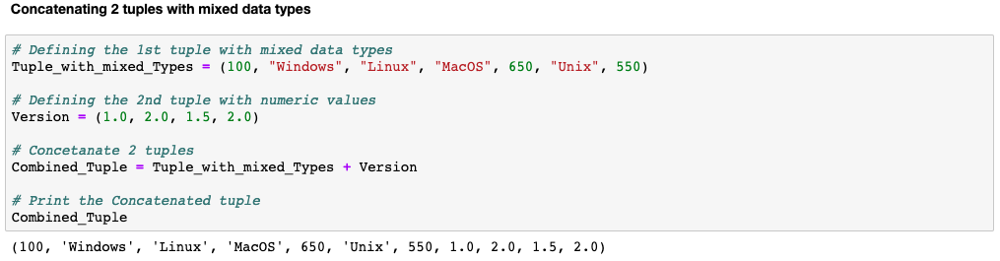 Concatenating 2 tuples with mixed data types
# Defining the 1st tuple with mixed data types
Tuple_with_mixed_Types = (100, "Windows", "Linux", "MacOS", 650, "Unix", 550)
# Defining the 2nd tuple with numeric values
Version = (1.0, 2.0, 1.5, 2.0)
# Concetanate 2 tuples
Combined_Tuple = Tuple_with_mixed_Types + Version
# Print the Concatenated tuple
Combined_Tuple
(100, 'Windows', 'Linux', 'MacOS', 650, 'Unix', 550, 1.0, 2.0, 1.5, 2.0)